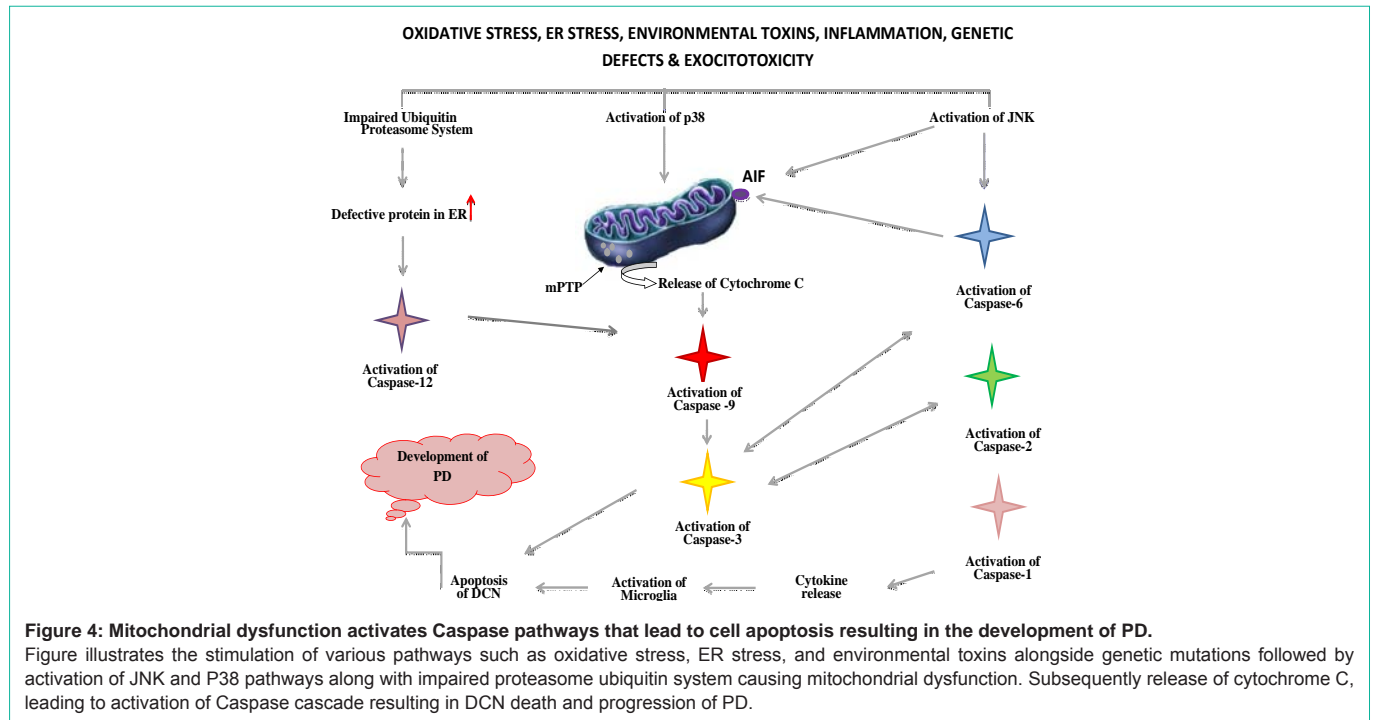 OXIDATIVE STRESS, ER STRESS, ENVIRONMENTAL TOXINS, INFLAMMATION, GENETIC
DEFECTS & EXOCITOTOXICITY
Impaired Ubiquitin
Proteasome System
Activation of p38
Activation of JNK
AIF
Defective protein in ER
mPTP
Release of Cytochrome C
Activation of
Caspase-6
Activation of
Caspase-12
Activation of
Caspase -9
Activation of
Caspase-2
Development of
PD
Activation of
Caspase-3
Activation of
Caspase-1
Apoptosis
of DCN
Activation of
Microglia
Cytokine
release
Figure 4: Mitochondrial dysfunction activates Caspase pathways that lead to cell apoptosis resulting in the development of PD.
Figure illustrates the stimulation of various pathways such as oxidative stress, ER stress, and environmental toxins alongside genetic mutations followed by
activation of JNK and P38 pathways along with impaired proteasome ubiquitin system causing mitochondrial dysfunction. Subsequently release of cytochrome C,
leading to activation of Caspase cascade resulting in DCN death and progression of PD.